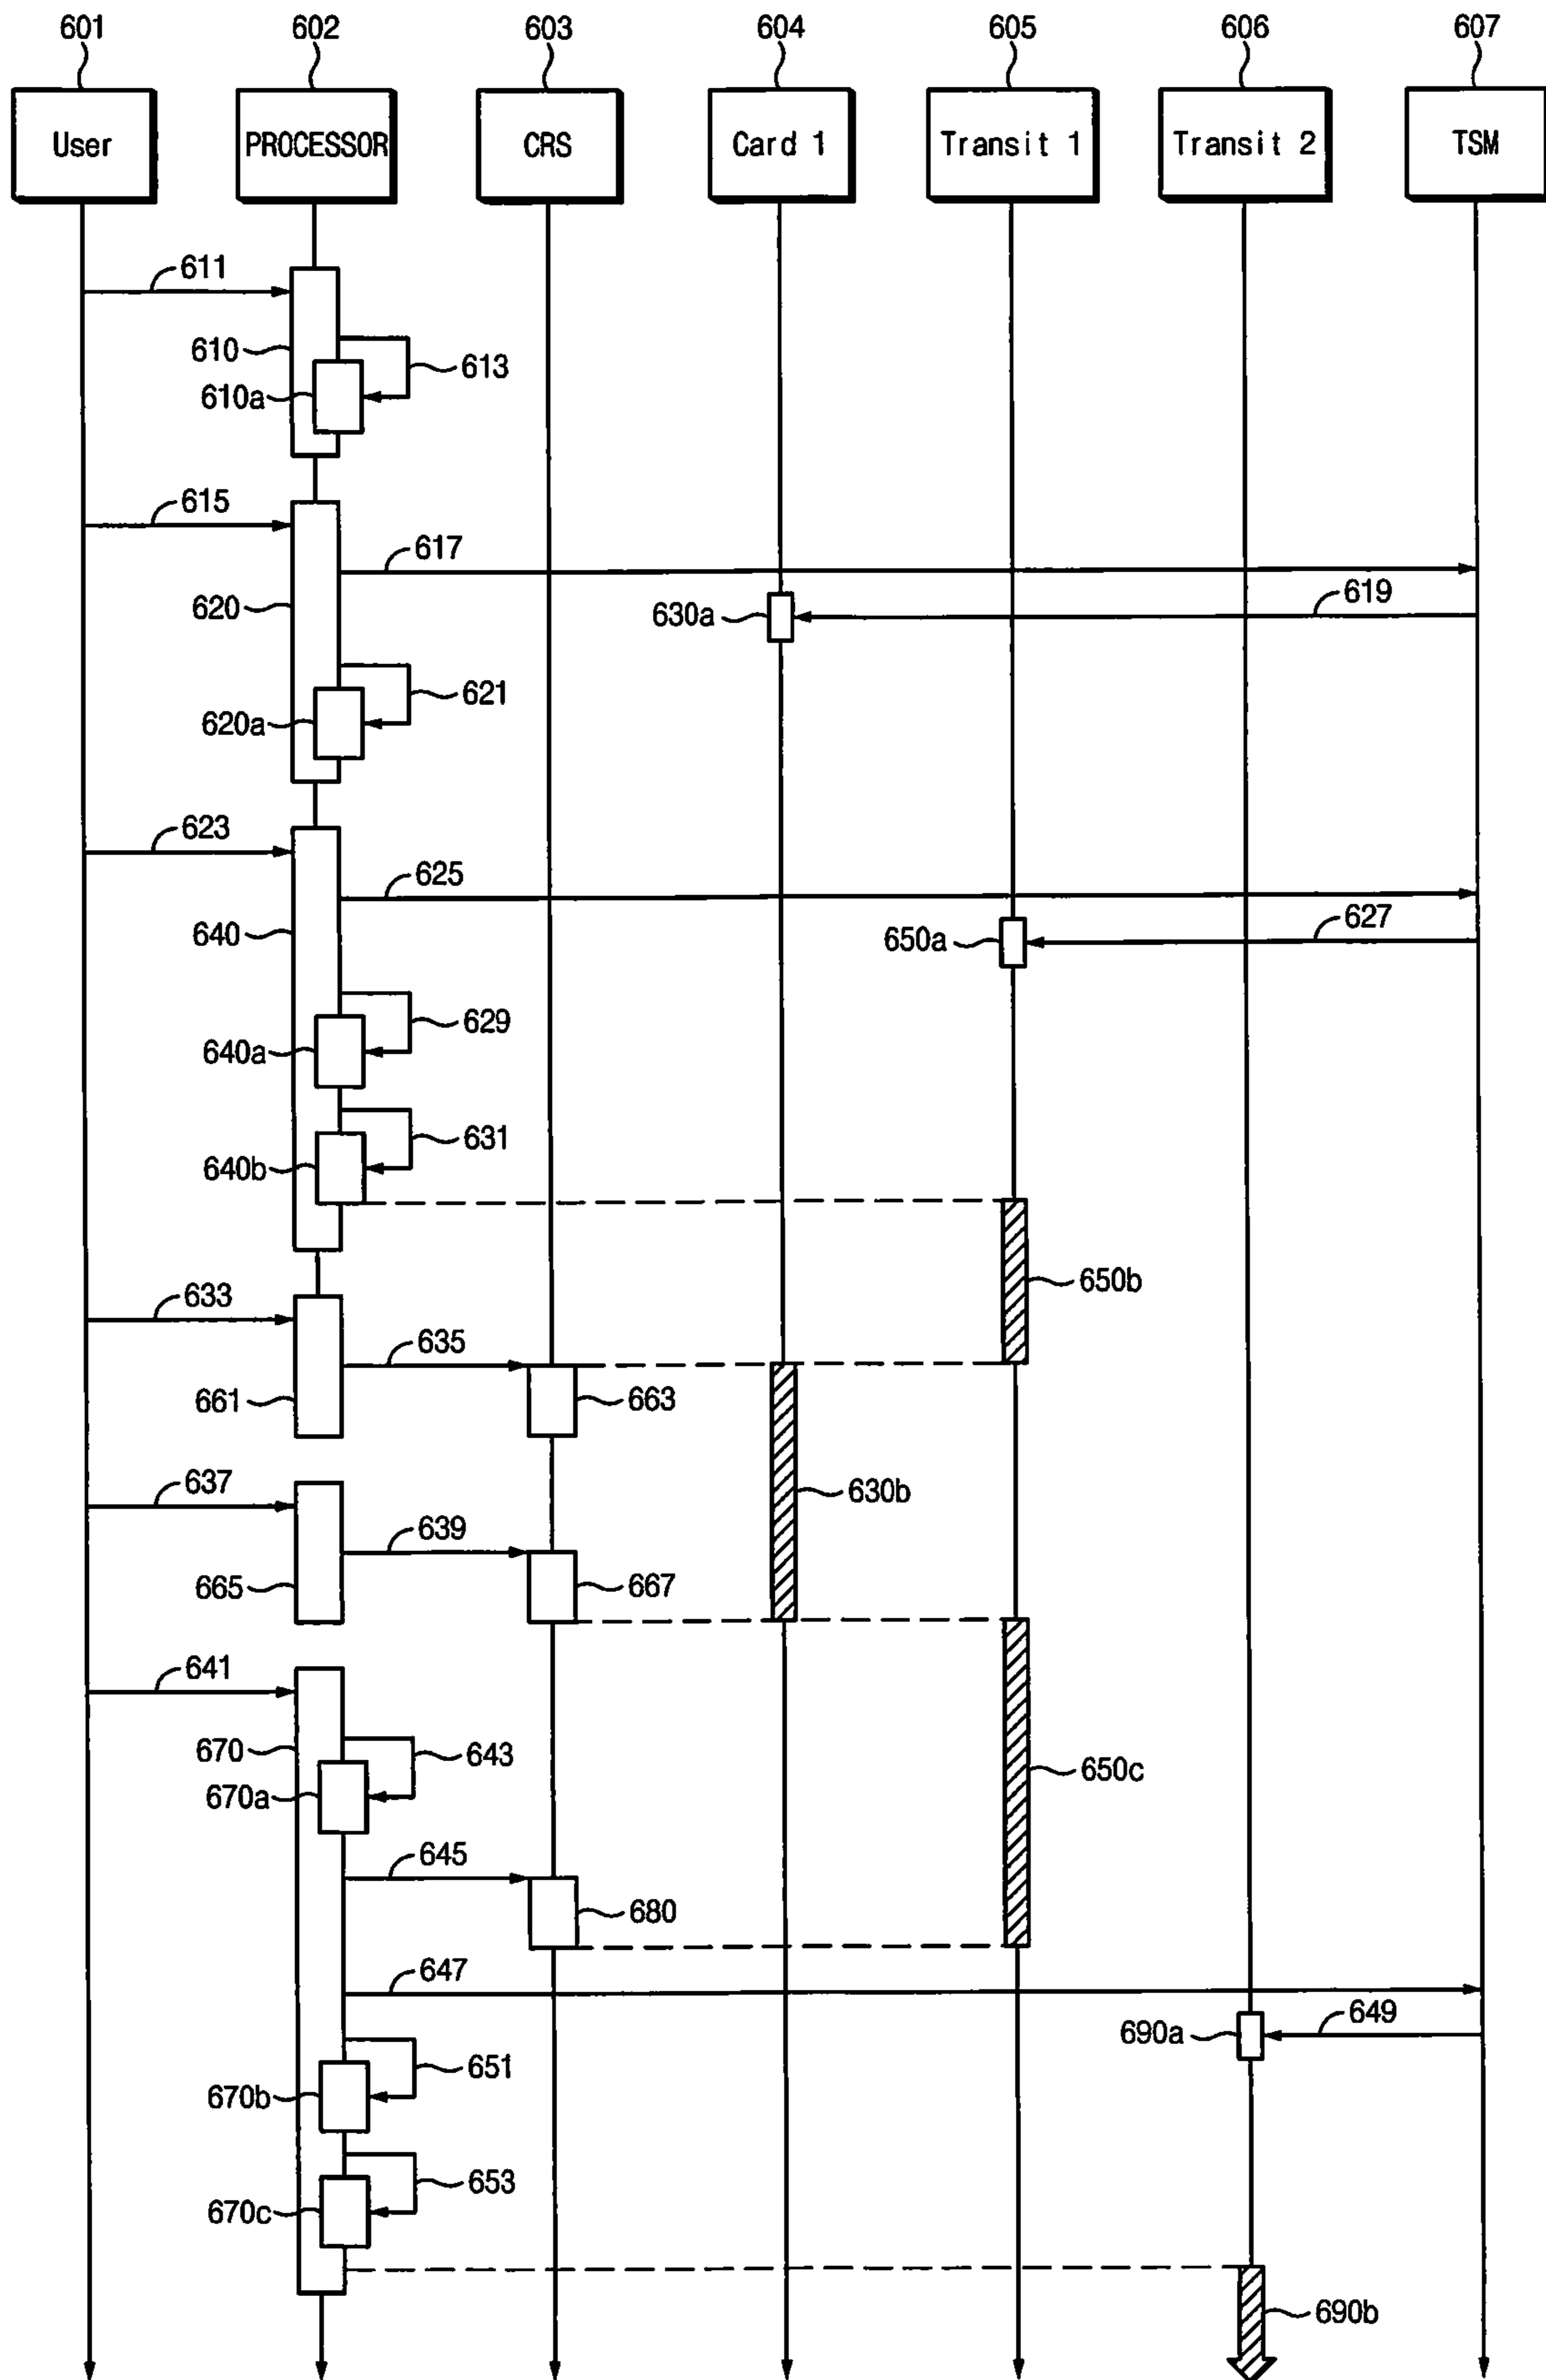 601 602 603 604 605 606 607
User PROCESSOR CRS Card 1 Transit 1 Transit 2 TSM
611
610
613
610a
615
617
619
620
630a
621
620a
623
625
627
640
650a
629
640a
631
640b
650b
633
635
661
663
630b
637
639
665
667
641
643
670
650c
670a
645
680
647
649
690a
651
670b
653
670c
690b